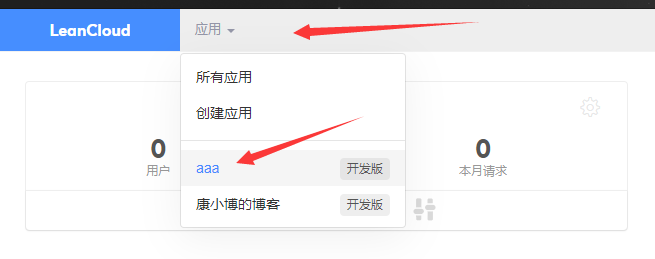 LeanCloud 应用
所有应用
创建应用
0 0
用户 本月请求
aaa 开发版
康小博的博客 开发版